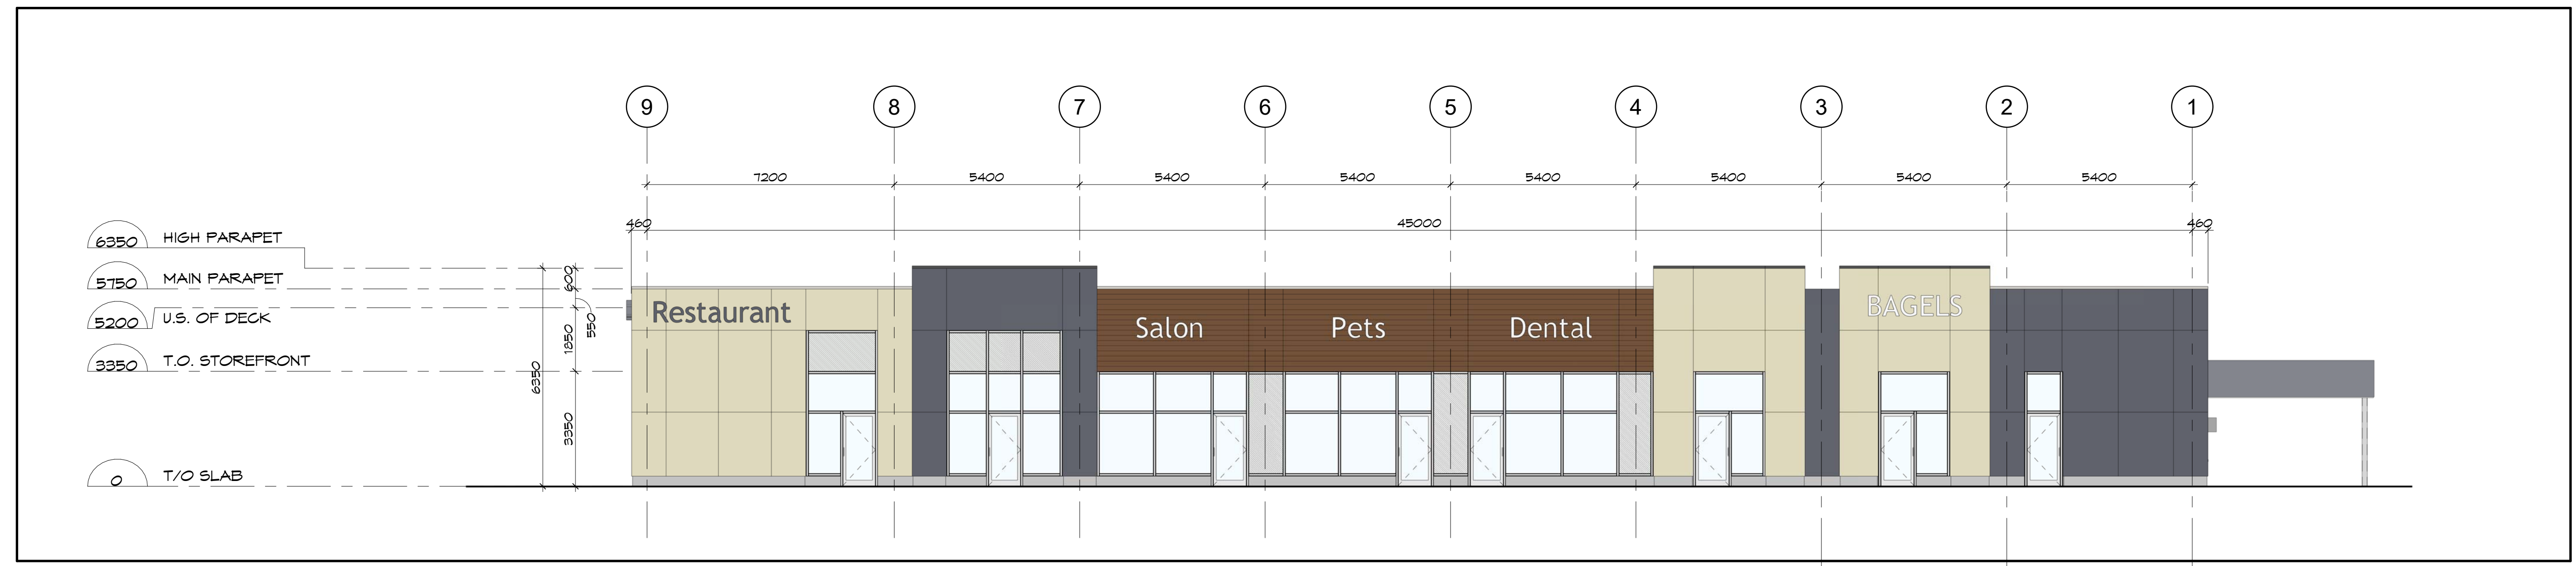 9 8 7 6 5 4 3 2 1
7200 5400 5400 5400 5400 5400 5400 5400
460 45000 460
6350 HIGH PARAPET
5750 MAIN PARAPET
5200 U.S. OF DECK
3350 T.O. STOREFRONT
0 T/O SLAB
6350
600
550
1850
3350
Restaurant
Salon
Pets
Dental
BAGELS